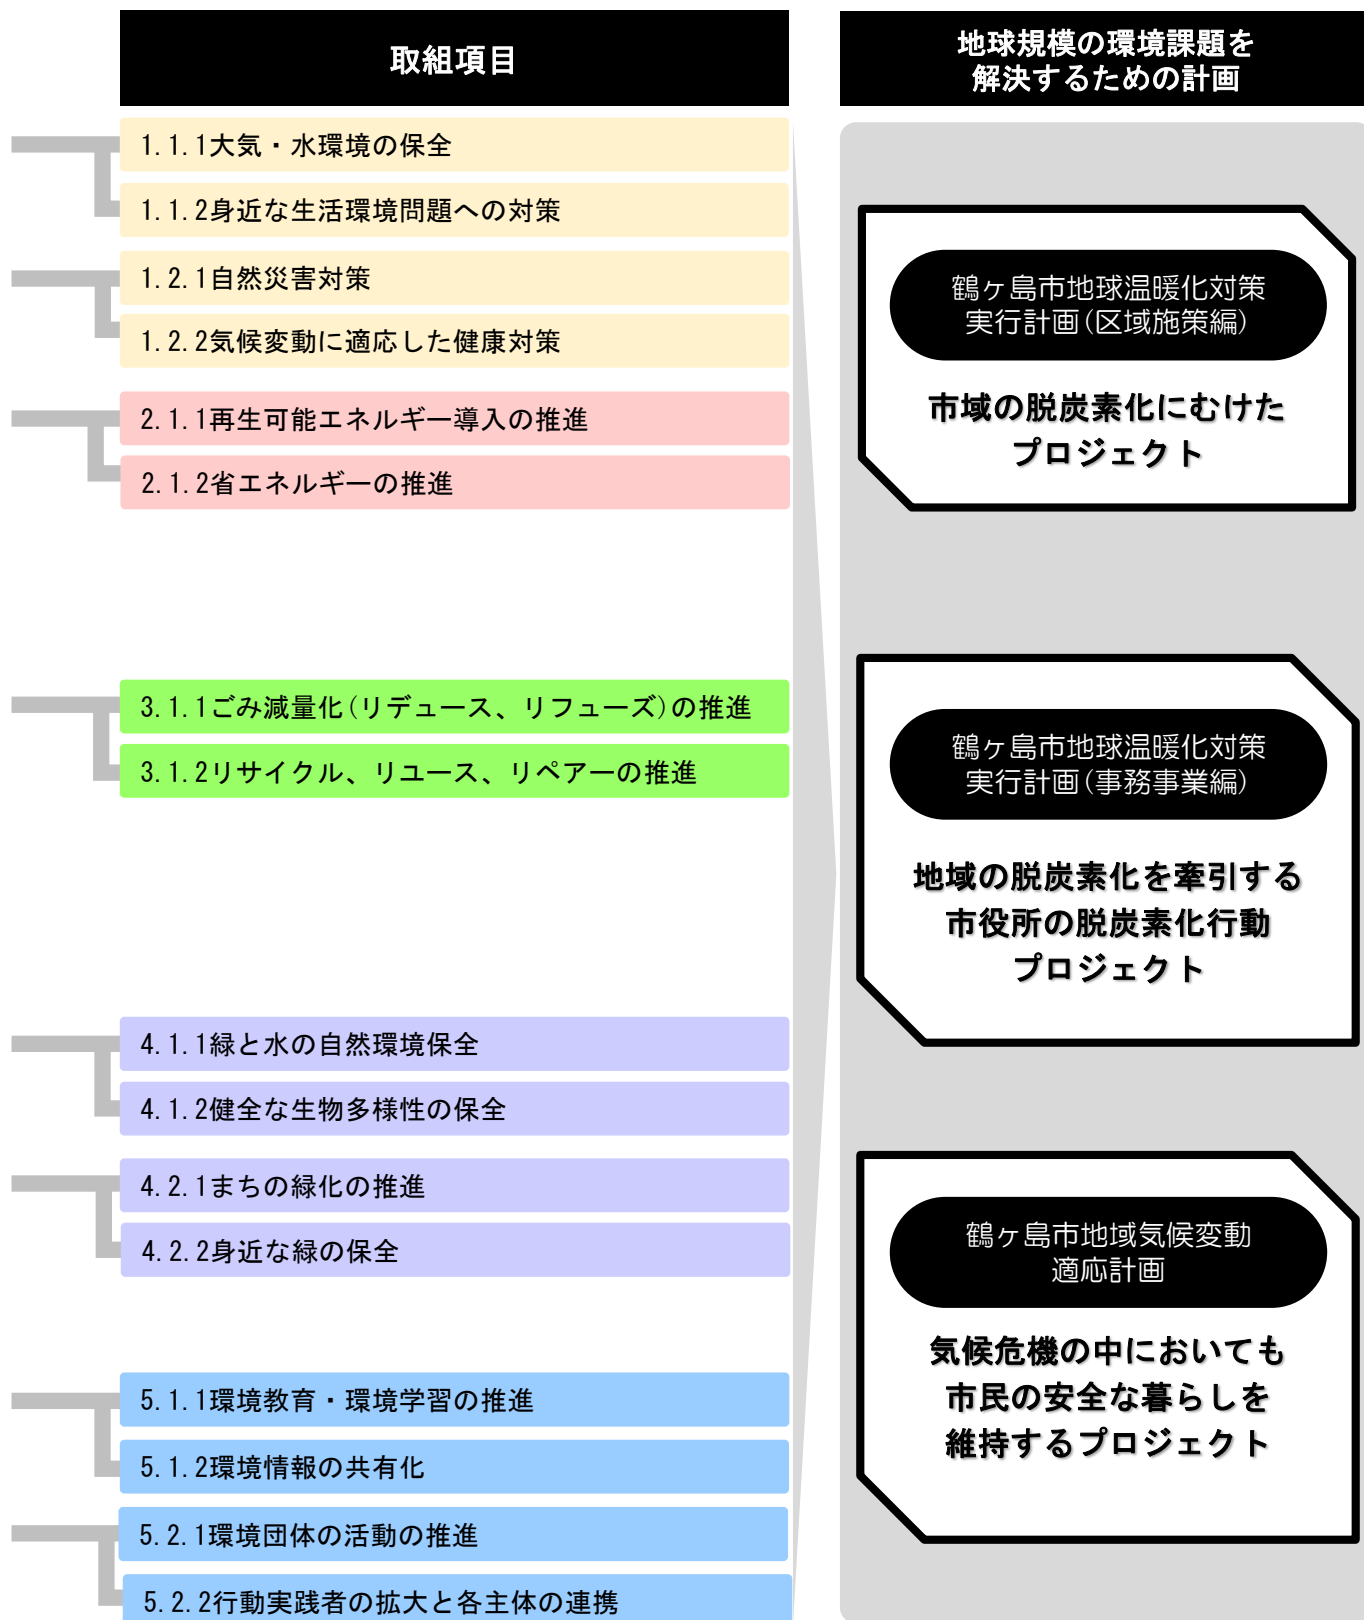 取組項目
1.1.1大気・水環境の保全
1.1.2身近な生活環境問題への対策
1.2.1自然災害対策
1.2.2気候変動に適応した健康対策
2.1.1再生可能エネルギー導入の推進
2.1.2省エネルギーの推進
3.1.1ごみ減量化(リデュース、リフューズ)の推進
3.1.2リサイクル、リユース、リペアーの推進
4.1.1緑と水の自然環境保全
4.1.2健全な生物多様性の保全
4.2.1まちの緑化の推進
4.2.2身近な緑の保全
5.1.1環境教育・環境学習の推進
5.1.2環境情報の共有化
5.2.1環境団体の活動の推進
5.2.2行動実践者の拡大と各主体の連携
地球規模の環境課題を
解決するための計画
鶴ヶ島市地球温暖化対策
実行計画(区域施策編)
市域の脱炭素化にむけた
プロジェクト
鶴ヶ島市地球温暖化対策
実行計画(事務事業編)
地域の脱炭素化を牽引する
市役所の脱炭素化行動
プロジェクト
鶴ヶ島市地域気候変動
適応計画
気候危機の中においても
市民の安全な暮らしを
維持するプロジェクト